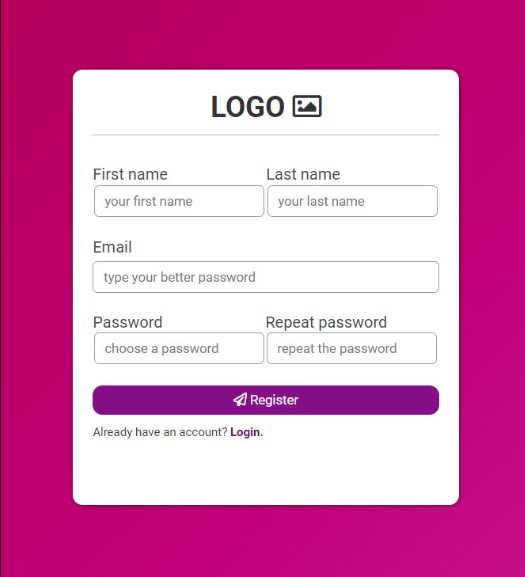 LOGO
First name Last name
your first name your last name
Email
type your better password
Password Repeat password
choose a password repeat the password
Register
Already have an account? Login.